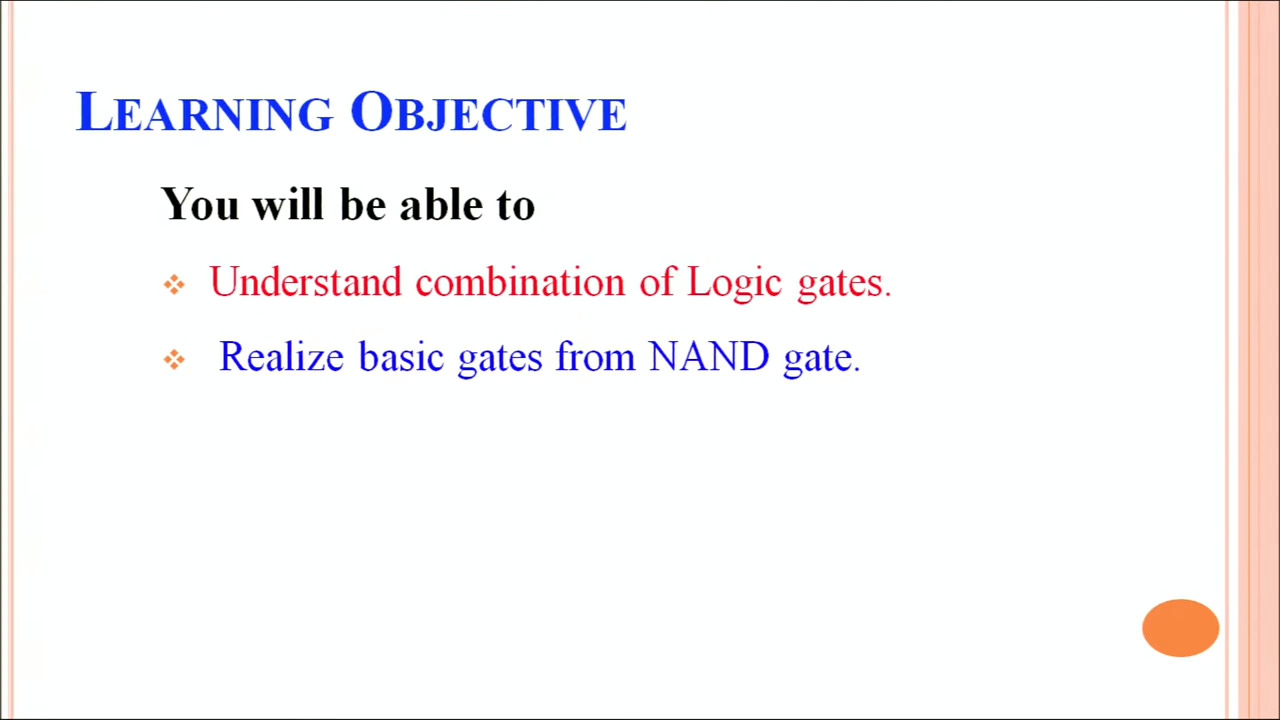 LEARNING OBJECTIVE
You will be able to
Understand combination of Logic gates.
Realize basic gates from NAND gate.